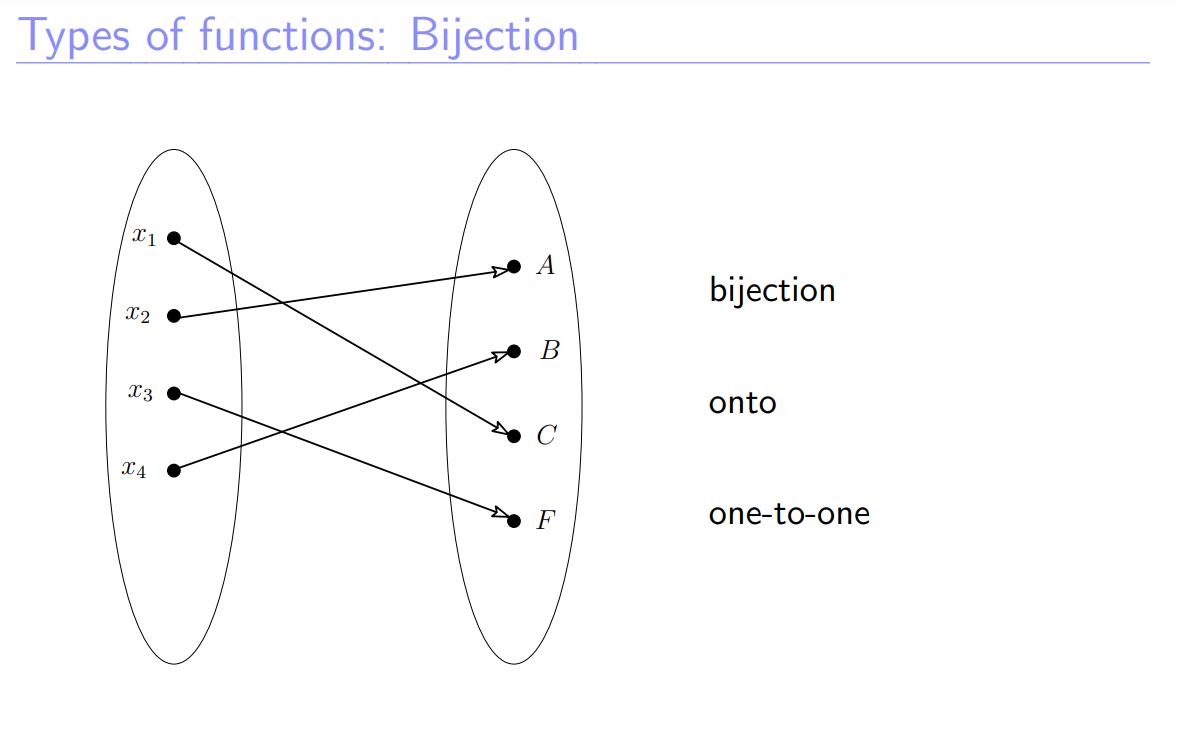 Types of functions: Bijection
x₁
A
x₂
bijection
B
x₃
onto
C
x₄
one-to-one
F